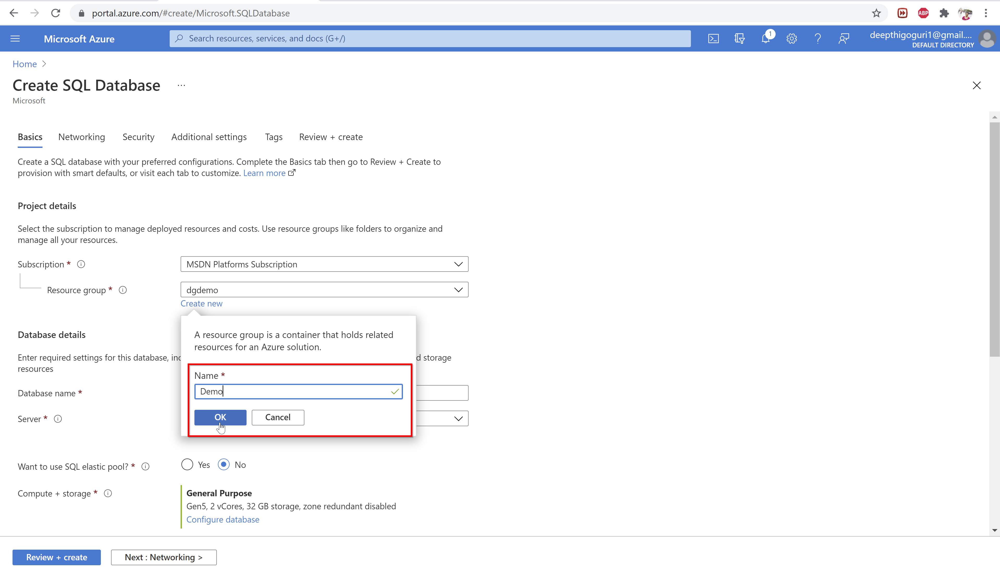 portal.azure.com/#create/Microsoft.SQLDatabase
ABP
Microsoft Azure
Search resources, services, and docs (G+/)
1
deepthigoguri1@gmail....
DEFAULT DIRECTORY
Home >
Create SQL Database ...
Microsoft
Basics Networking Security Additional settings Tags Review + create
Create a SQL database with your preferred configurations. Complete the Basics tab then go to Review + Create to
provision with smart defaults, or visit each tab to customize. Learn more
Project details
Select the subscription to manage deployed resources and costs. Use resource groups like folders to organize and
manage all your resources.
Subscription *
MSDN Platforms Subscription
Resource group *
dgdemo
Create new
A resource group is a container that holds related
resources for an Azure solution.
Name *
Demo
OK Cancel
Database details
Enter required settings for this database, inc
d storage
resources
Database name *
Server *
Want to use SQL elastic pool? *
Yes No
Compute + storage *
General Purpose
Gen5, 2 vCores, 32 GB storage, zone redundant disabled
Configure database
Review + create
Next : Networking >